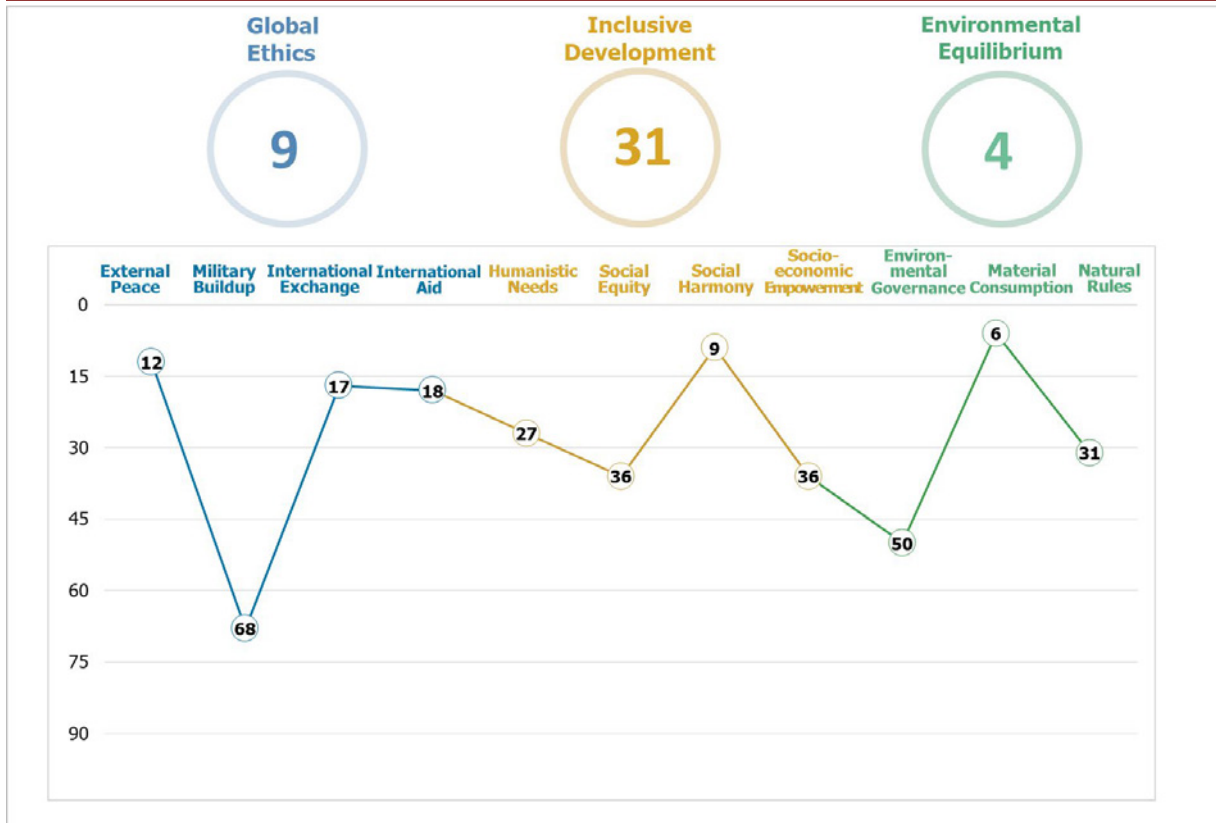 Global
Ethics
Inclusive
Development
Environmental
Equilibrium
9
31
4
External
Peace
Military
Buildup
International
Exchange
International
Aid
Humanistic
Needs
Social
Equity
Social
Harmony
Socio-
economic
Empowerment
Environ-
mental
Governance
Material
Consumption
Natural
Rules
0
15
30
45
60
75
90
12
68
17
18
27
36
9
36
50
6
31